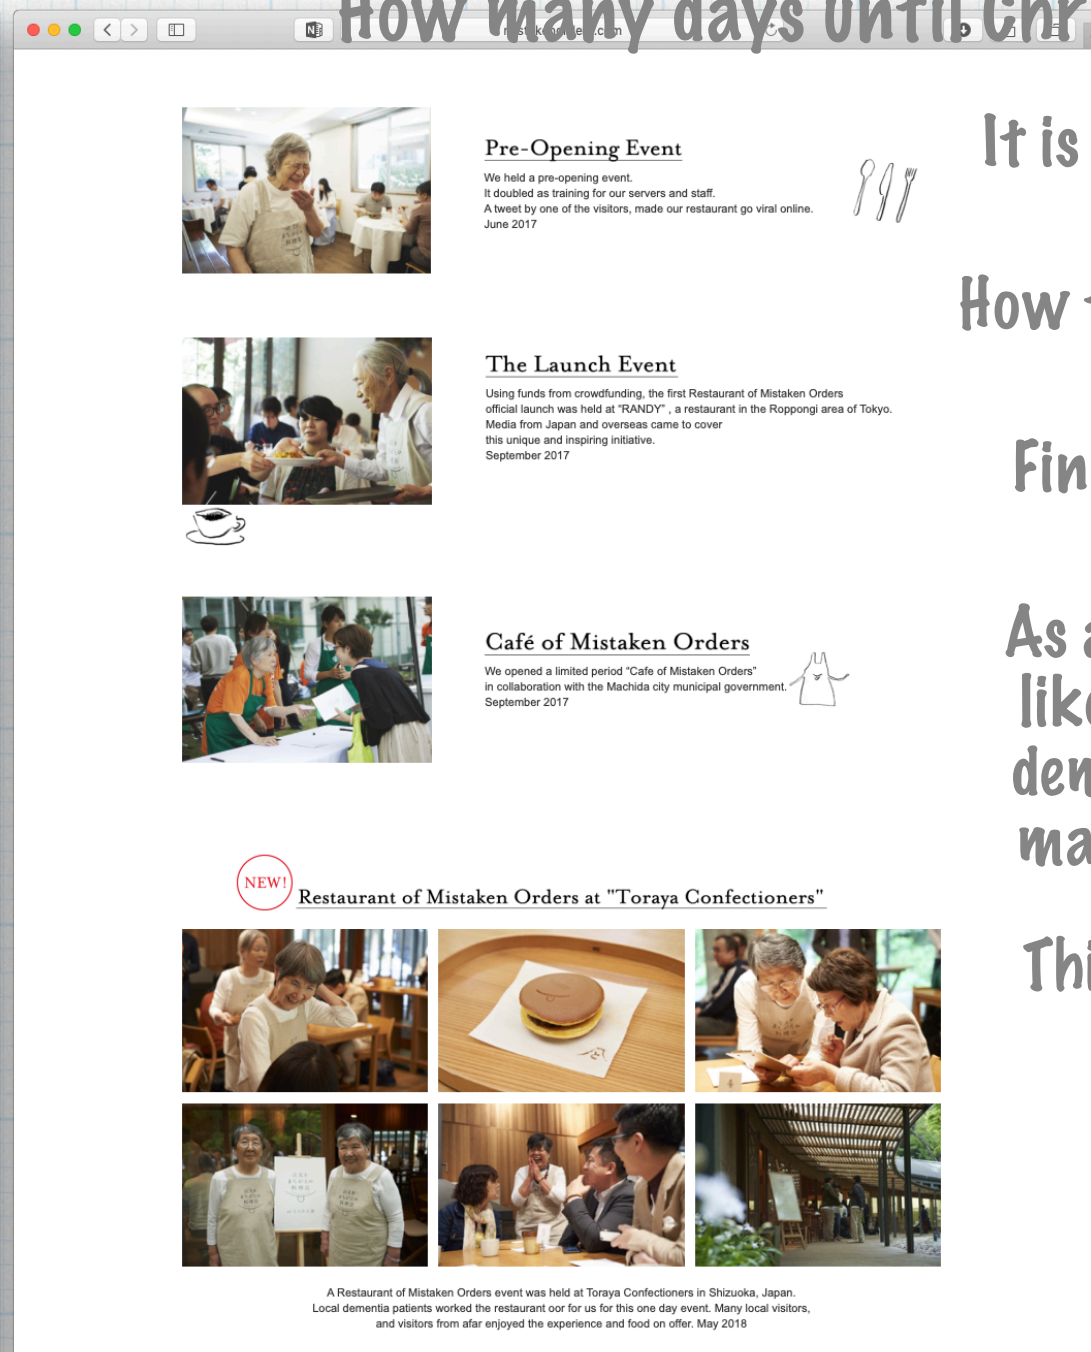 How many days until Chr
It is
Pre-Opening Event
We held a pre-opening event.
It doubled as training for our servers and staff.
A tweet by one of the visitors, made our restaurant go viral online.
June 2017
How
The Launch Event
Using funds from crowdfunding, the first Restaurant of Mistaken Orders
official launch was held at "RANDY" , a restaurant in the Roppongi area of Tokyo.
Media from Japan and overseas came to cover
this unique and inspiring initiative.
September 2017
Fin
Café of Mistaken Orders
We opened a limited period "Cafe of Mistaken Orders"
in collaboration with the Machida city municipal government.
September 2017
As a
like
dem
ma
NEW!
Restaurant of Mistaken Orders at "Toraya Confectioners"
Thi
A Restaurant of Mistaken Orders event was held at Toraya Confectioners in Shizuoka, Japan.
Local dementia patients worked the restaurant oor for us for this one day event. Many local visitors,
and visitors from afar enjoyed the experience and food on offer. May 2018